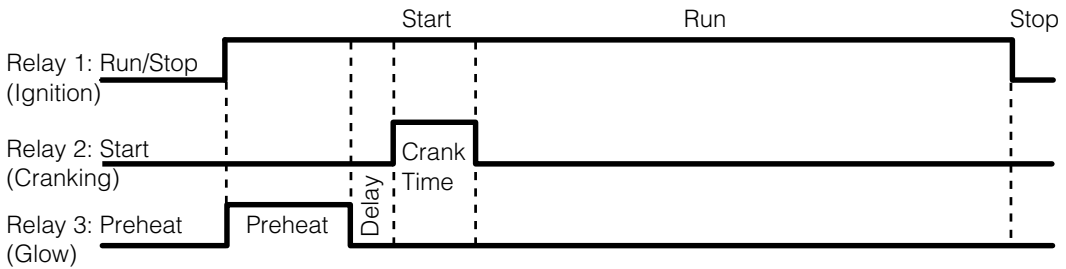 Start Run Stop
Relay 1: Run/Stop
(Ignition)
Relay 2: Start
(Cranking)
Crank
Time
Delay
Relay 3: Preheat
(Glow)
Preheat